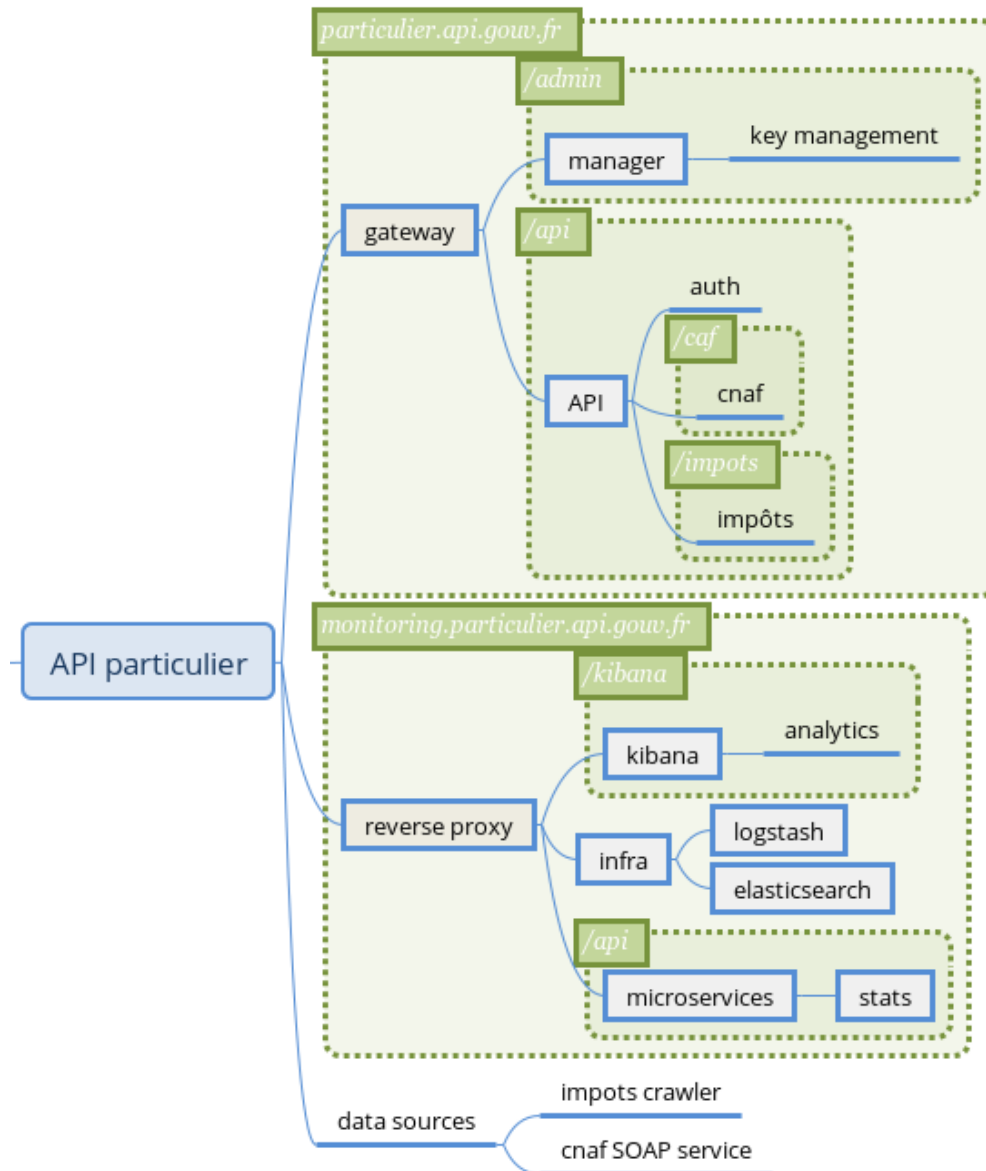 particulier.api.gouv.fr
/admin
key management
manager
gateway
/api
auth
/caf
cnaf
API
/impots
impôts
monitoring.particulier.api.gouv.fr
API particulier
/kibana
analytics
kibana
logstash
reverse proxy
infra
elasticsearch
/api
microservices
stats
impots crawler
data sources
cnaf SOAP service